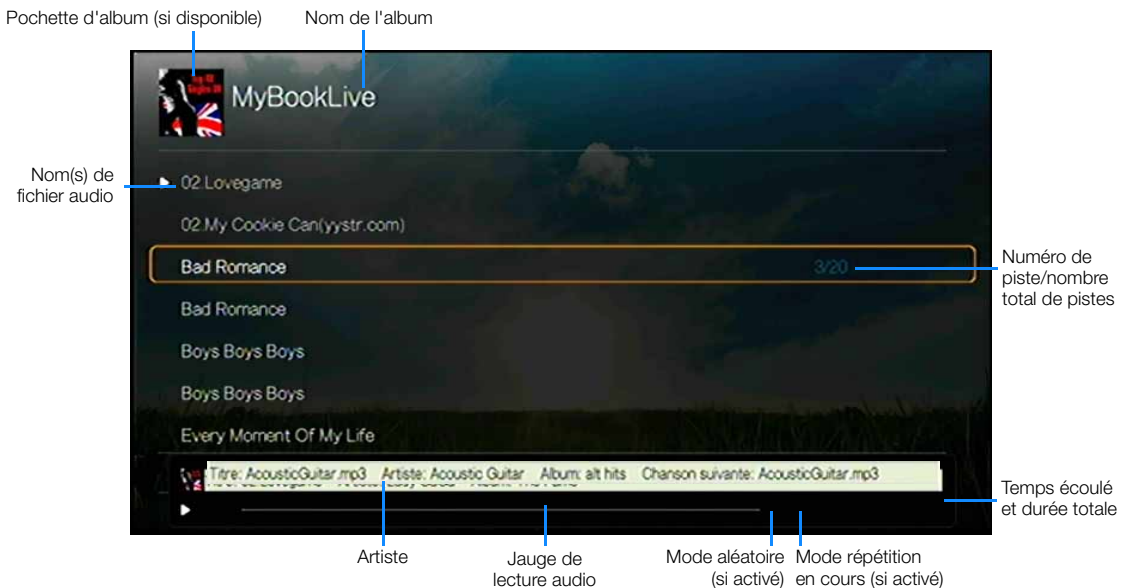 Pochette d'album (si disponible)
Nom de l'album
MyBookLive
Nom(s) de
fichier audio
02.Lovegame
02.My Cookie Can(yystr.com)
Bad Romance 3/20
Bad Romance
Boys Boys Boys
Boys Boys Boys
Every Moment Of My Life
Numéro de
piste/nombre
total de pistes
Titre: AcousticGuitar.mp3 Artiste: Acoustic Guitar Album: alt hits Chanson suivante: AcousticGuitar.mp3
Temps écoulé
et durée totale
Artiste
Jauge de
lecture audio
Mode aléatoire
(si activé)
Mode répétition
en cours (si activé)